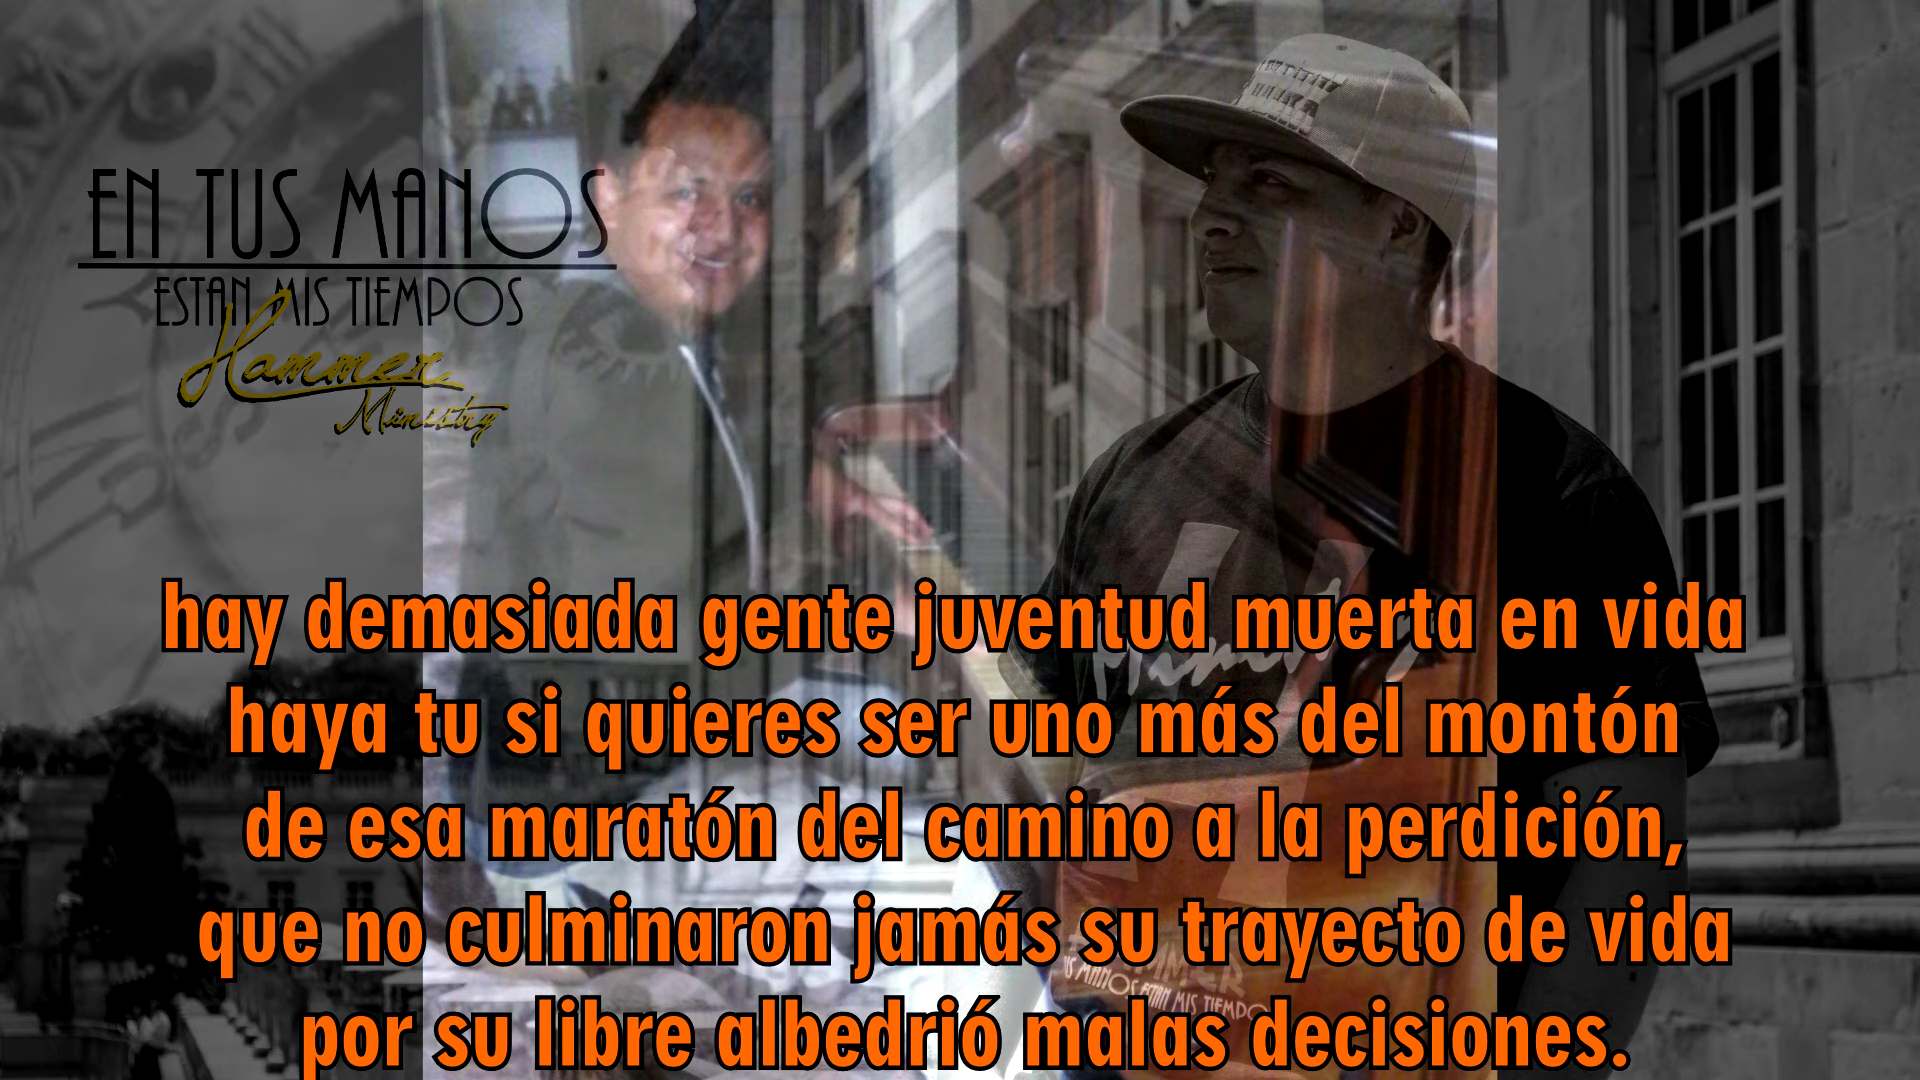 EN TUS MANOS
ESTAN MIS TIEMPOS
Hammer
Ministry
hay demasiada gente juventud muerta en vida
haya tu si quieres ser uno más del montón
de esa maratón del camino a la perdición,
que no culminaron jamás su trayecto de vida
por su libre albedrió malas decisiones.